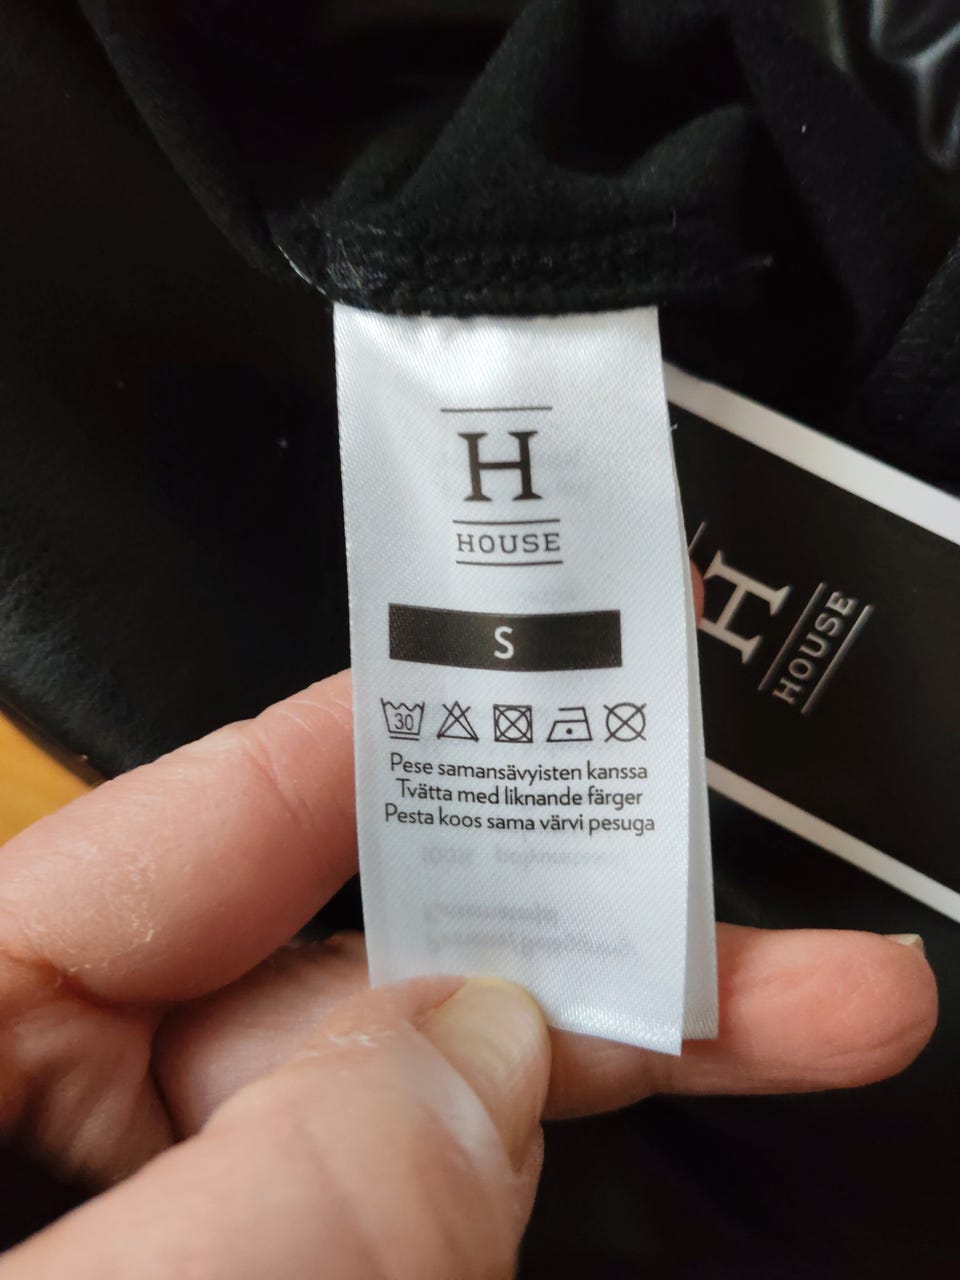 H
HOUSE
S
30
Pese samansävyisten kanssa
Tvätta med liknande färger
Pesta koos sama värvi pesuga
H
HOUSE